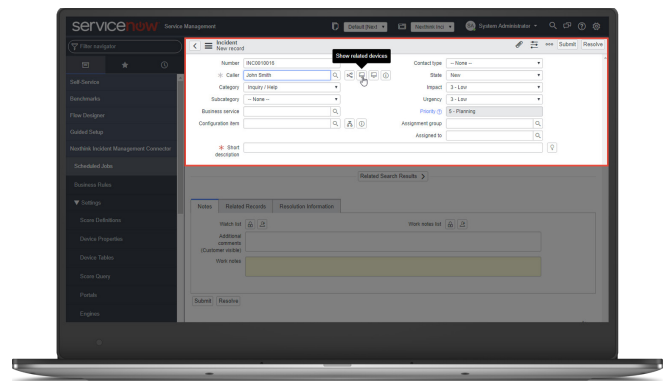 servicenow Service Management
Default [Next
Nexthink Inci
System Administrator
Filter navigator
Incident
New record
Submit Resolve
Show related devices
Number INC0010016 Contact type -- None --
Caller John Smith State New
Category Inquiry / Help Impact 3 - Low
Subcategory -- None -- Urgency 3 - Low
Business service Priority 5 - Planning
Configuration item Assignment group
Assigned to
Short
description
Related Search Results
Self-Service
Benchmarks
Flow Designer
Guided Setup
Nexthink Incident Management Connector
Scheduled Jobs
Business Rules
Settings
Score Definitions
Device Properties
Device Tables
Score Query
Portals
Engines
Notes Related Records Resolution Information
Watch list Work notes list
Additional
comments
(Customer visible)
Work notes
Submit Resolve